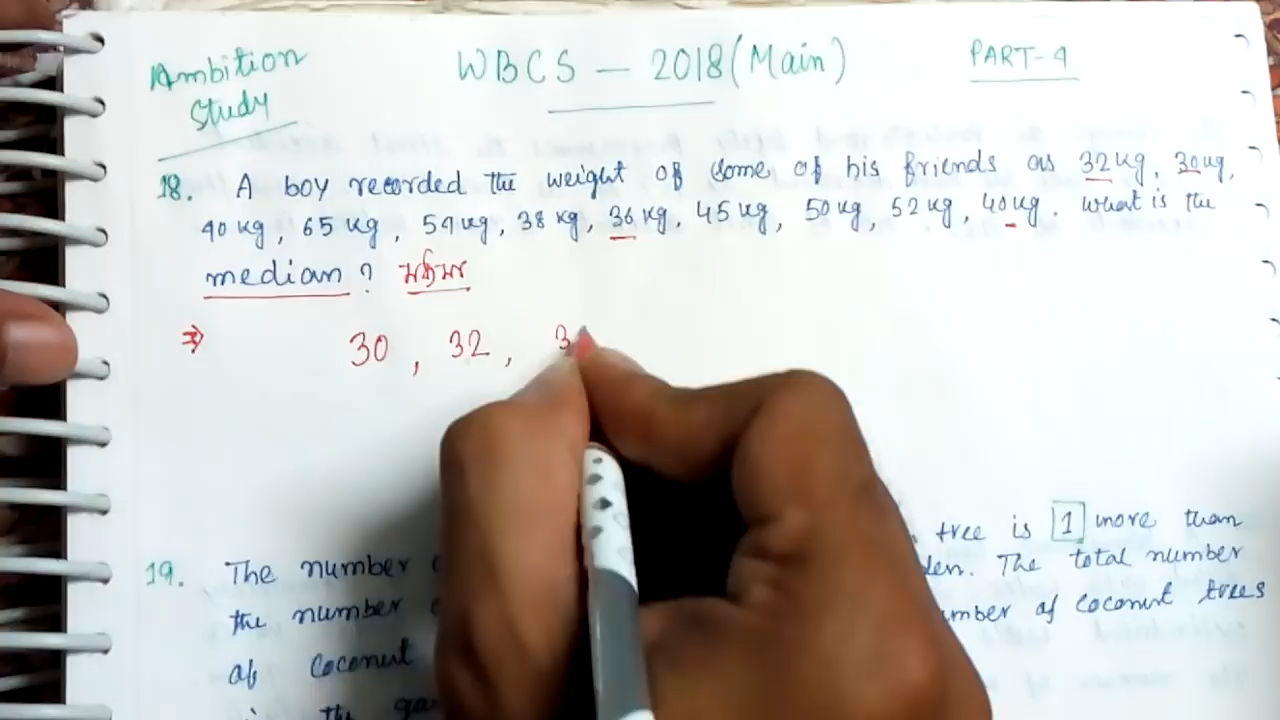 Ambition
Study
WBCS – 2018 (Main)
PART-4
18. A boy recorded the weight of some of his friends as 32 kg, 30 kg,
40 kg, 65 kg, 54 kg, 38 kg, 36 kg, 45 kg, 50 kg, 52 kg, 40 kg. What is the
median?
⇒ 30, 32, 3
tree is 1 more than
19. The number
den. The total number
the number
mber of coconut trees
of coconut
the